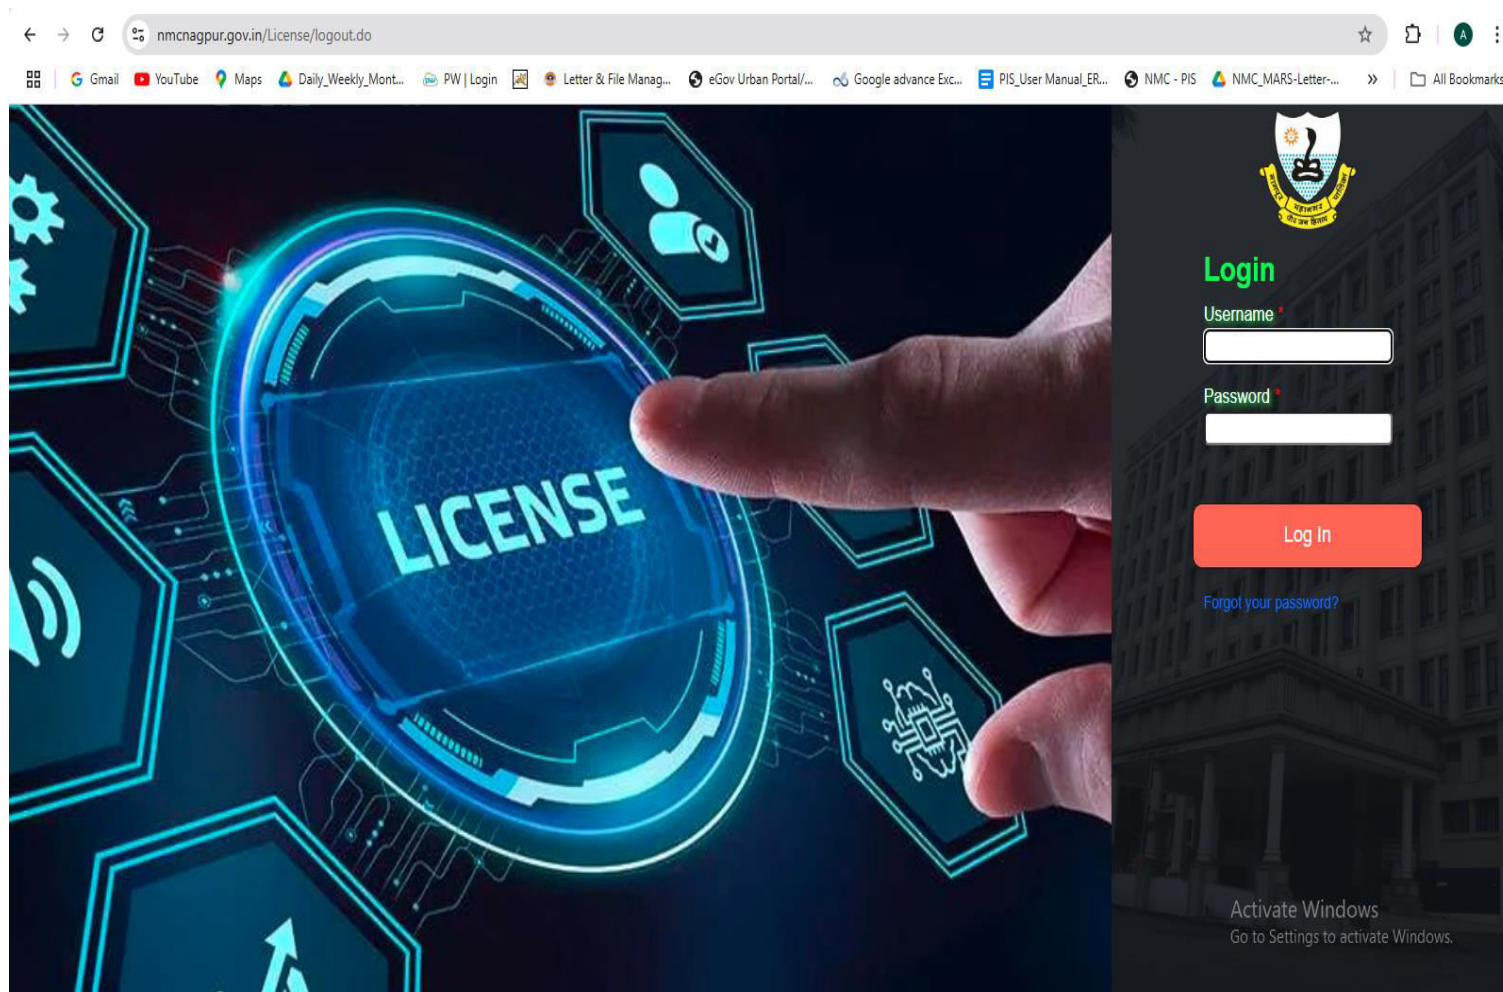 nmcnagpur.gov.in/License/logout.do
A
G Gmail YouTube Maps Daily_Weekly_Mont... PW | Login Letter & File Manag... eGov Urban Portal/... Google advance Exc... PIS_User Manual_ER... NMC - PIS NMC_MARS-Letter-... » All Bookmarks
महानगर
Login
Username *
Password *
LICENSE
Log In
Forgot your password?
Activate Windows
Go to Settings to activate Windows.